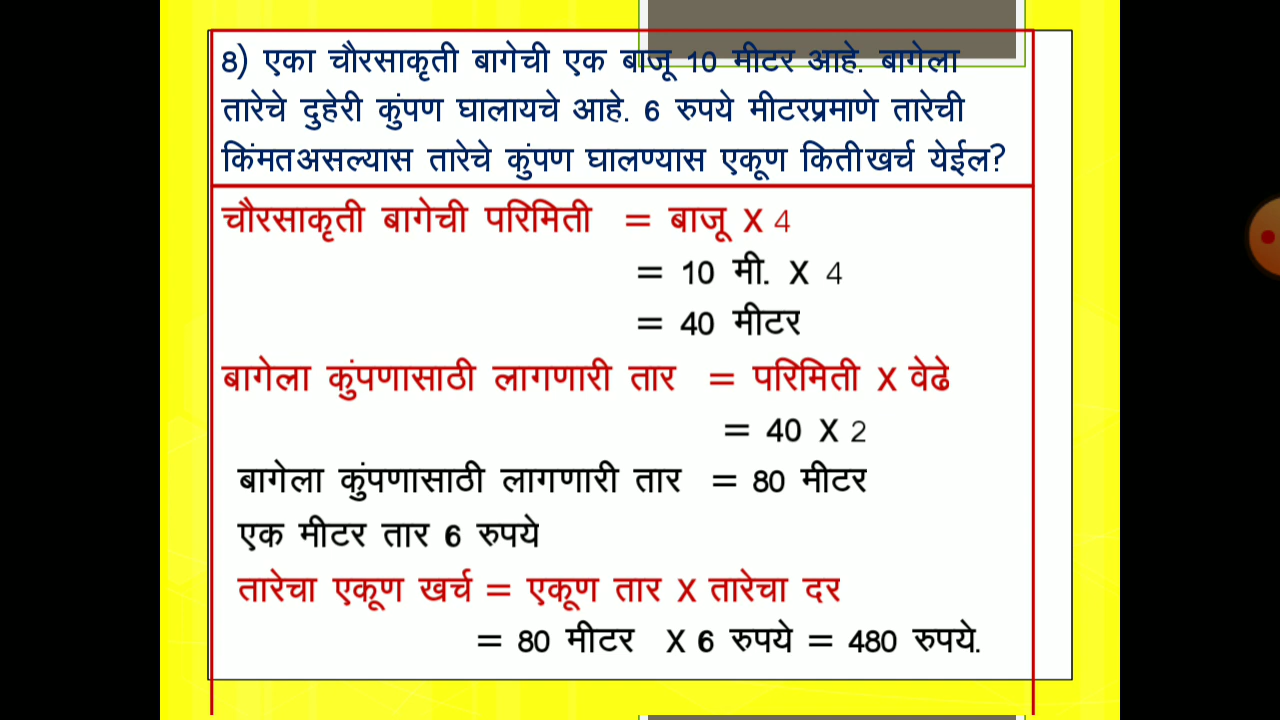 8) एका चौरसाकृती बागेची एक बाजू 10 मीटर आहे. बागेला
तारेचे दुहेरी कुंपण घालायचे आहे. 6 रुपये मीटरप्रमाणे तारेची
किंमतअसल्यास तारेचे कुंपण घालण्यास एकूण कितीखर्च येईल?
चौरसाकृती बागेची परिमिती = बाजू X 4
= 10 मी. X 4
= 40 मीटर
बागेला कुंपणासाठी लागणारी तार = परिमिती X वेढे
= 40 X 2
बागेला कुंपणासाठी लागणारी तार = 80 मीटर
एक मीटर तार 6 रुपये
तारेचा एकूण खर्च = एकूण तार X तारेचा दर
= 80 मीटर X 6 रुपये = 480 रुपये.